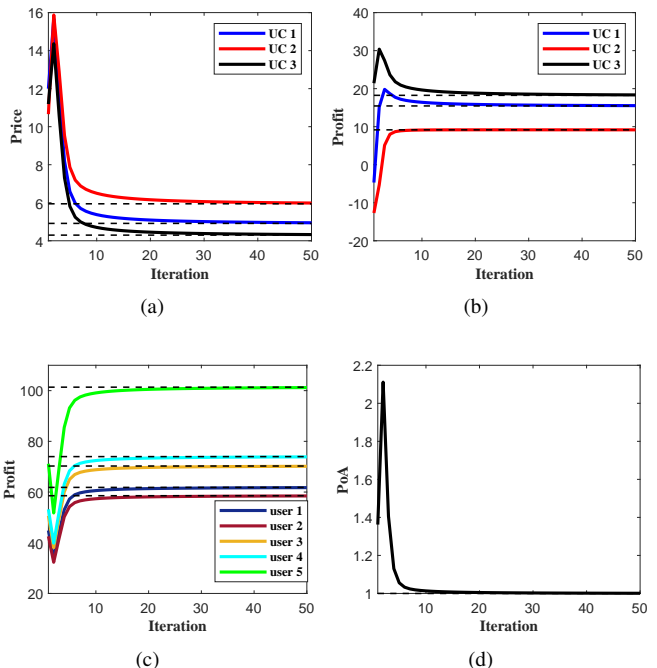 16
14
12
10
8
6
4
Price
10
20
30
40
50
Iteration
UC 1
UC 2
UC 3
(a)
40
30
20
10
0
-10
-20
Profit
10
20
30
40
50
Iteration
UC 1
UC 2
UC 3
(b)
100
80
60
40
20
Profit
10
20
30
40
50
Iteration
user 1
user 2
user 3
user 4
user 5
(c)
2.2
2
1.8
1.6
1.4
1.2
1
PoA
10
20
30
40
50
Iteration
(d)